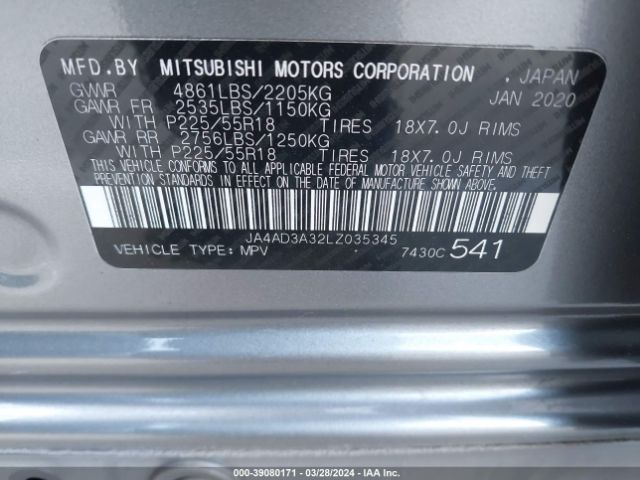 MFD.BY MITSUBISHI MOTORS CORPORATION . JAPAN
GVWR 4861LBS/2205KG JAN 2020
GAWR FR 2535LBS/1150KG
WITH P225/55R18 TIRES 18X7.0J RIMS
GAWR RR 2756LBS/1250KG
WITH P225/55R18 TIRES 18X7.0J RIMS
THIS VEHICLE CONFORMS TO ALL APPLICABLE FEDERAL MOTOR VEHICLE SAFETY AND THEFT
PREVENTION STANDARDS IN EFFECT ON THE DATE OF MANUFACTURE SHOWN ABOVE.
JA4AD3A32LZ035345
VEHICLE TYPE: MPV 7430C 541
000-39080171 - 03/28/2024 - IAA Inc.